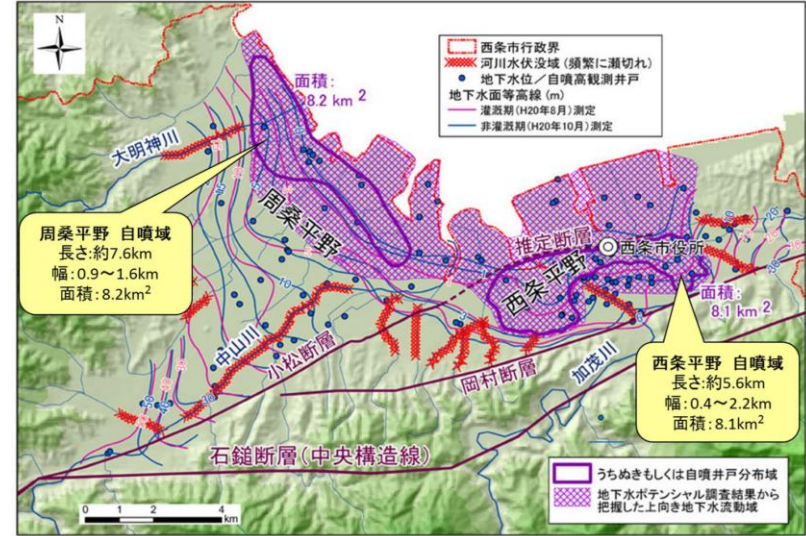 N
西条市行政界
河川水伏没域(頻繁に瀬切れ)
地下水位/自噴高観測井戸
地下水面等高線(m)
灌漑期(H20年8月)測定
非灌漑期(H20年10月)測定
面積:
8.2 km²
大明神川
周桑平野 自噴域
長さ:約7.6km
幅:0.9~1.6km
面積:8.2km²
周桑平野
推定断層
西条市役所
西条平野
面積:
8.1 km²
10
中山川
小松断層
岡村断層
加茂川
西条平野 自噴域
長さ:約5.6km
幅:0.4~2.2km
面積:8.1km²
石鎚断層(中央構造線)
うちぬきもしくは自噴井戸分布域
地下水ポテンシャル調査結果から
把握した上向き地下水流動域
0 1 2 4
km